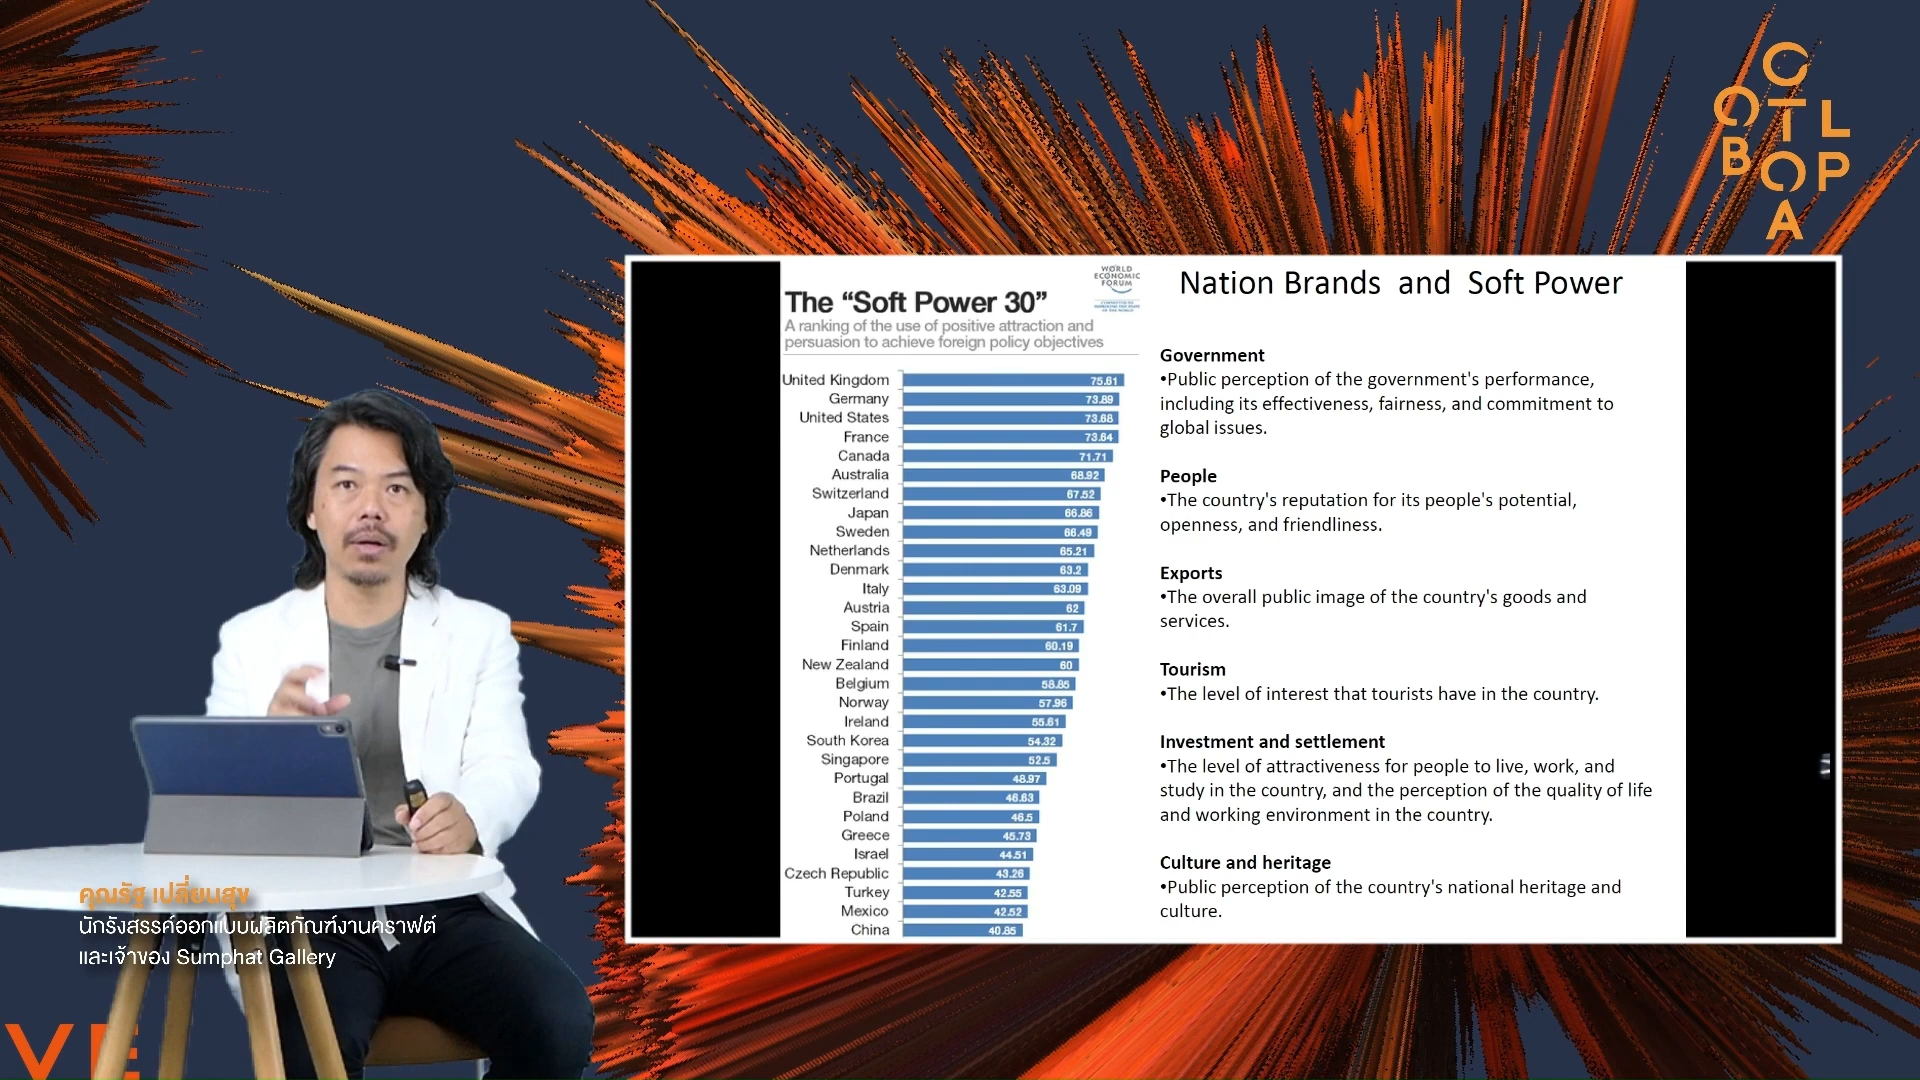 C
O T L
B O P
A
WORLD
ECONOMIC
FORUM
The “Soft Power 30”
A ranking of the use of positive attraction and
persuasion to achieve foreign policy objectives
United Kingdom 75.61
Germany 73.89
United States 73.68
France 73.64
Canada 71.71
Australia 68.92
Switzerland 67.52
Japan 66.86
Sweden 66.49
Netherlands 65.21
Denmark 63.2
Italy 63.09
Austria 62
Spain 61.7
Finland 60.19
New Zealand 60
Belgium 58.85
Norway 57.96
Ireland 55.61
South Korea 54.32
Singapore 52.5
Portugal 48.97
Brazil 46.63
Poland 46.5
Greece 45.73
Israel 44.51
Czech Republic 43.26
Turkey 42.55
Mexico 42.52
China 40.85
Nation Brands and Soft Power
Government
•Public perception of the government's performance,
including its effectiveness, fairness, and commitment to
global issues.
People
•The country's reputation for its people's potential,
openness, and friendliness.
Exports
•The overall public image of the country's goods and
services.
Tourism
•The level of interest that tourists have in the country.
Investment and settlement
•The level of attractiveness for people to live, work, and
study in the country, and the perception of the quality of life
and working environment in the country.
Culture and heritage
•Public perception of the country's national heritage and
culture.
คุณรัฐ เปลี่ยนสุข
นักรังสรรค์ออกแบบผลิตภัณฑ์งานคราฟต์
และเจ้าของ Sumphat Gallery
VE